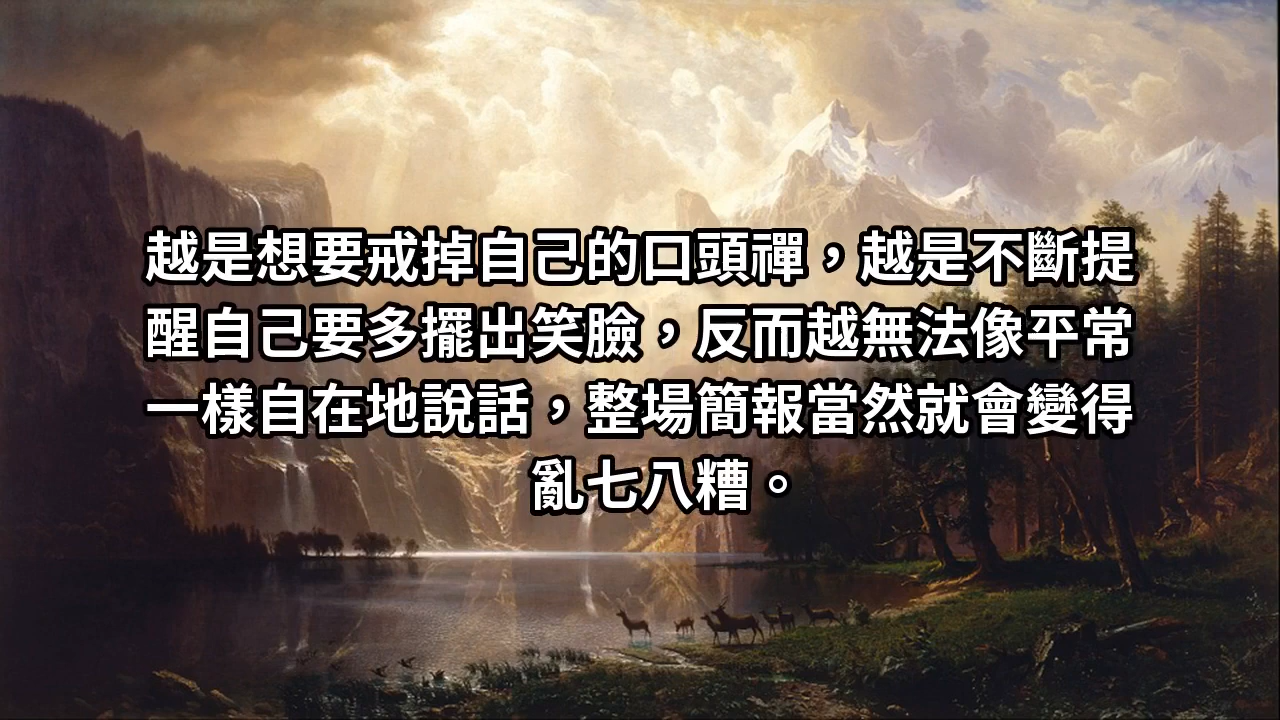 越是想要戒掉自己的口頭禪，越是不斷提
醒自己要多擺出笑臉，反而越無法像平常
一樣自在地說話，整場簡報當然就會變得
亂七八糟。